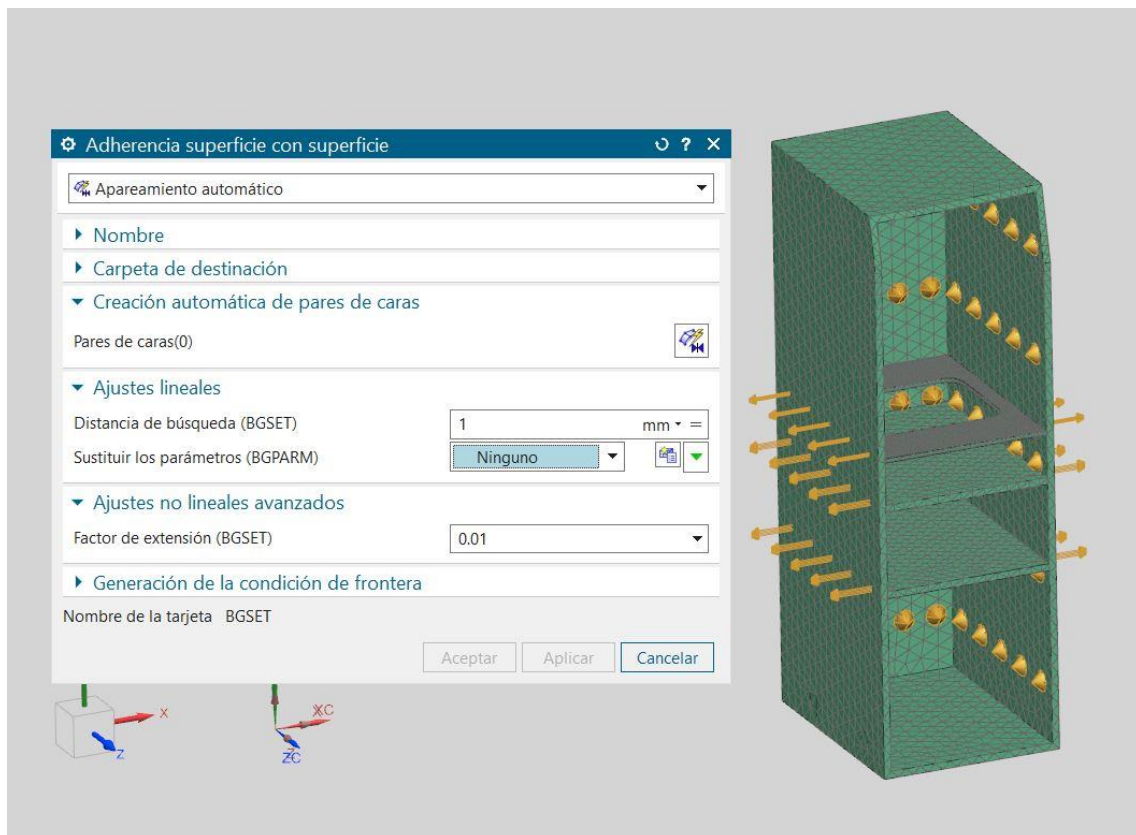 Adherencia superficie con superficie
Apareamiento automático
Nombre
Carpeta de destinación
Creación automática de pares de caras
Pares de caras(0)
Ajustes lineales
Distancia de búsqueda (BGSET) 1 mm
Sustituir los parámetros (BGPARM) Ninguno
Ajustes no lineales avanzados
Factor de extensión (BGSET) 0.01
Generación de la condición de frontera
Nombre de la tarjeta BGSET
Aceptar Aplicar Cancelar
X XC
Z ZC